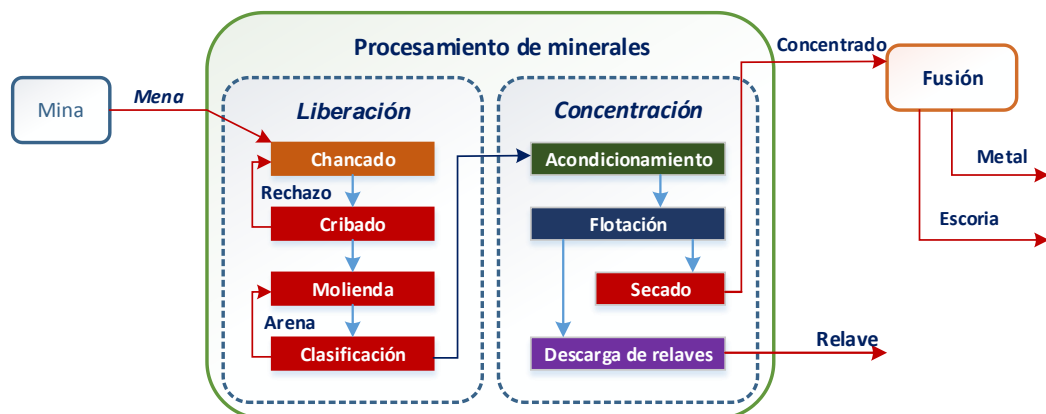 Procesamiento de minerales
Mina
Mena
Liberación
Chancado
Rechazo
Cribado
Molienda
Arena
Clasificación
Concentración
Acondicionamiento
Flotación
Secado
Descarga de relaves
Concentrado
Fusión
Metal
Escoria
Relave